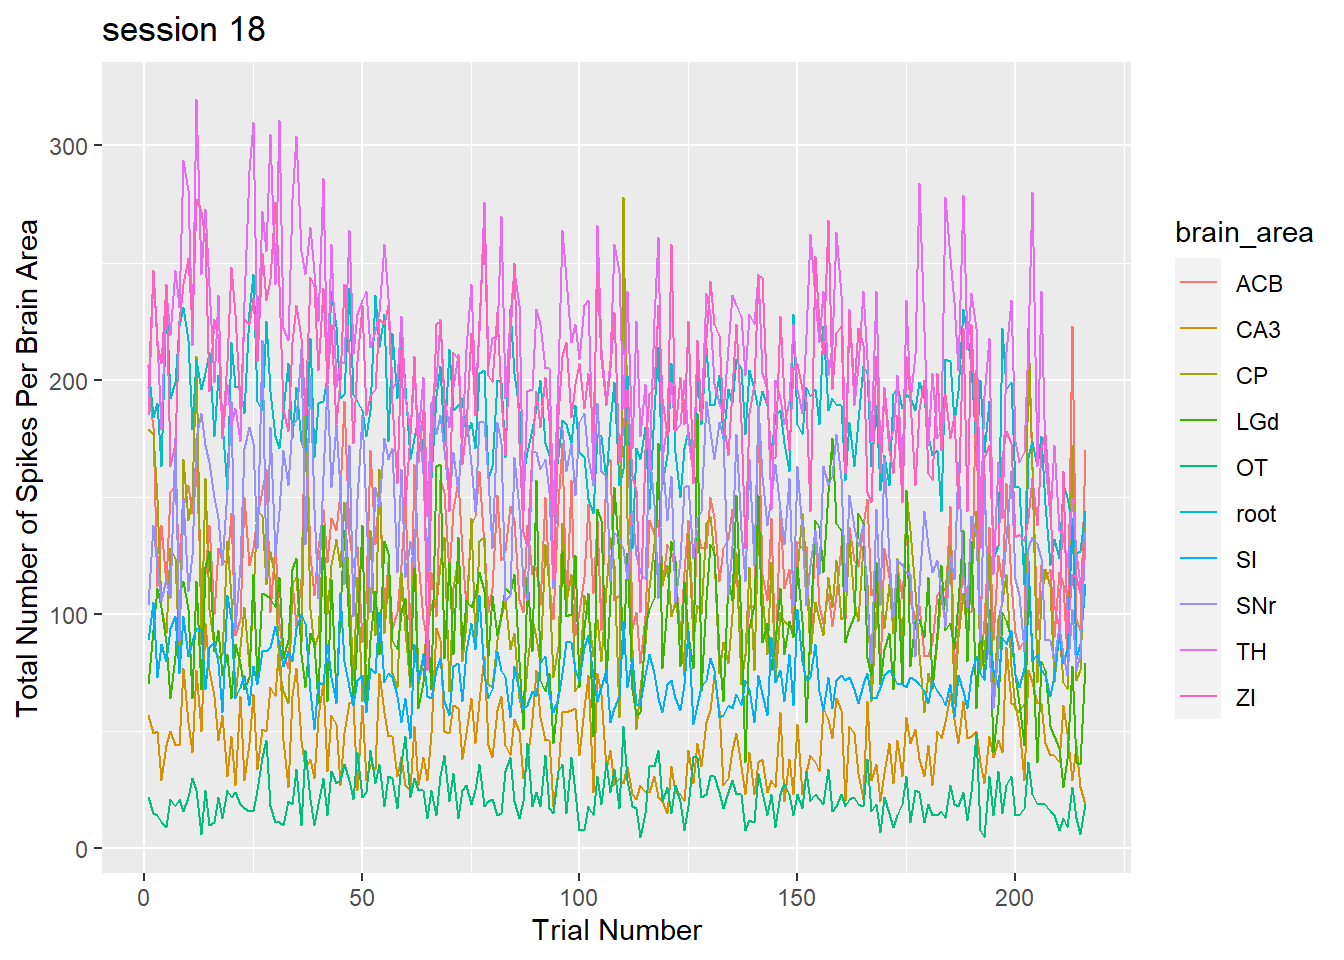 session 18
Total Number of Spikes Per Brain Area
300
200
100
0
0 50 100 150 200
Trial Number
brain_area
ACB
CA3
CP
LGd
OT
root
SI
SNr
TH
ZI